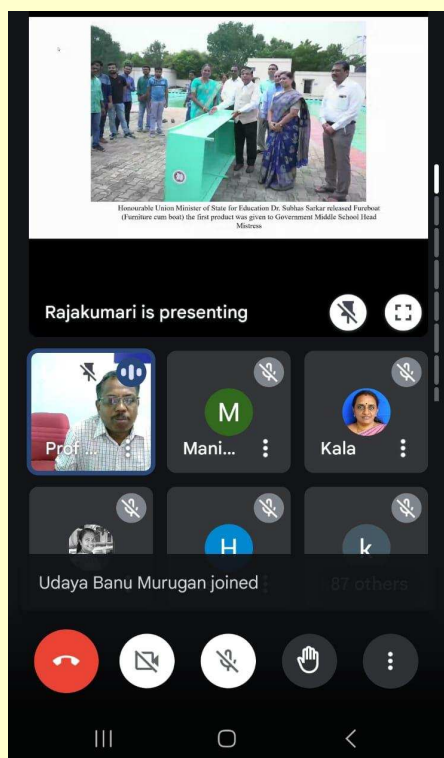 Honourable Union Minister of State for Education Dr. Subhas Sarkar released Fureboat
(Furniture cum boat) the first product was given to Government Middle School Head
Mistress
Rajakumari is presenting
M
Prof ...
Mani...
Kala
H
k
Udaya Banu Murugan joined
87 others